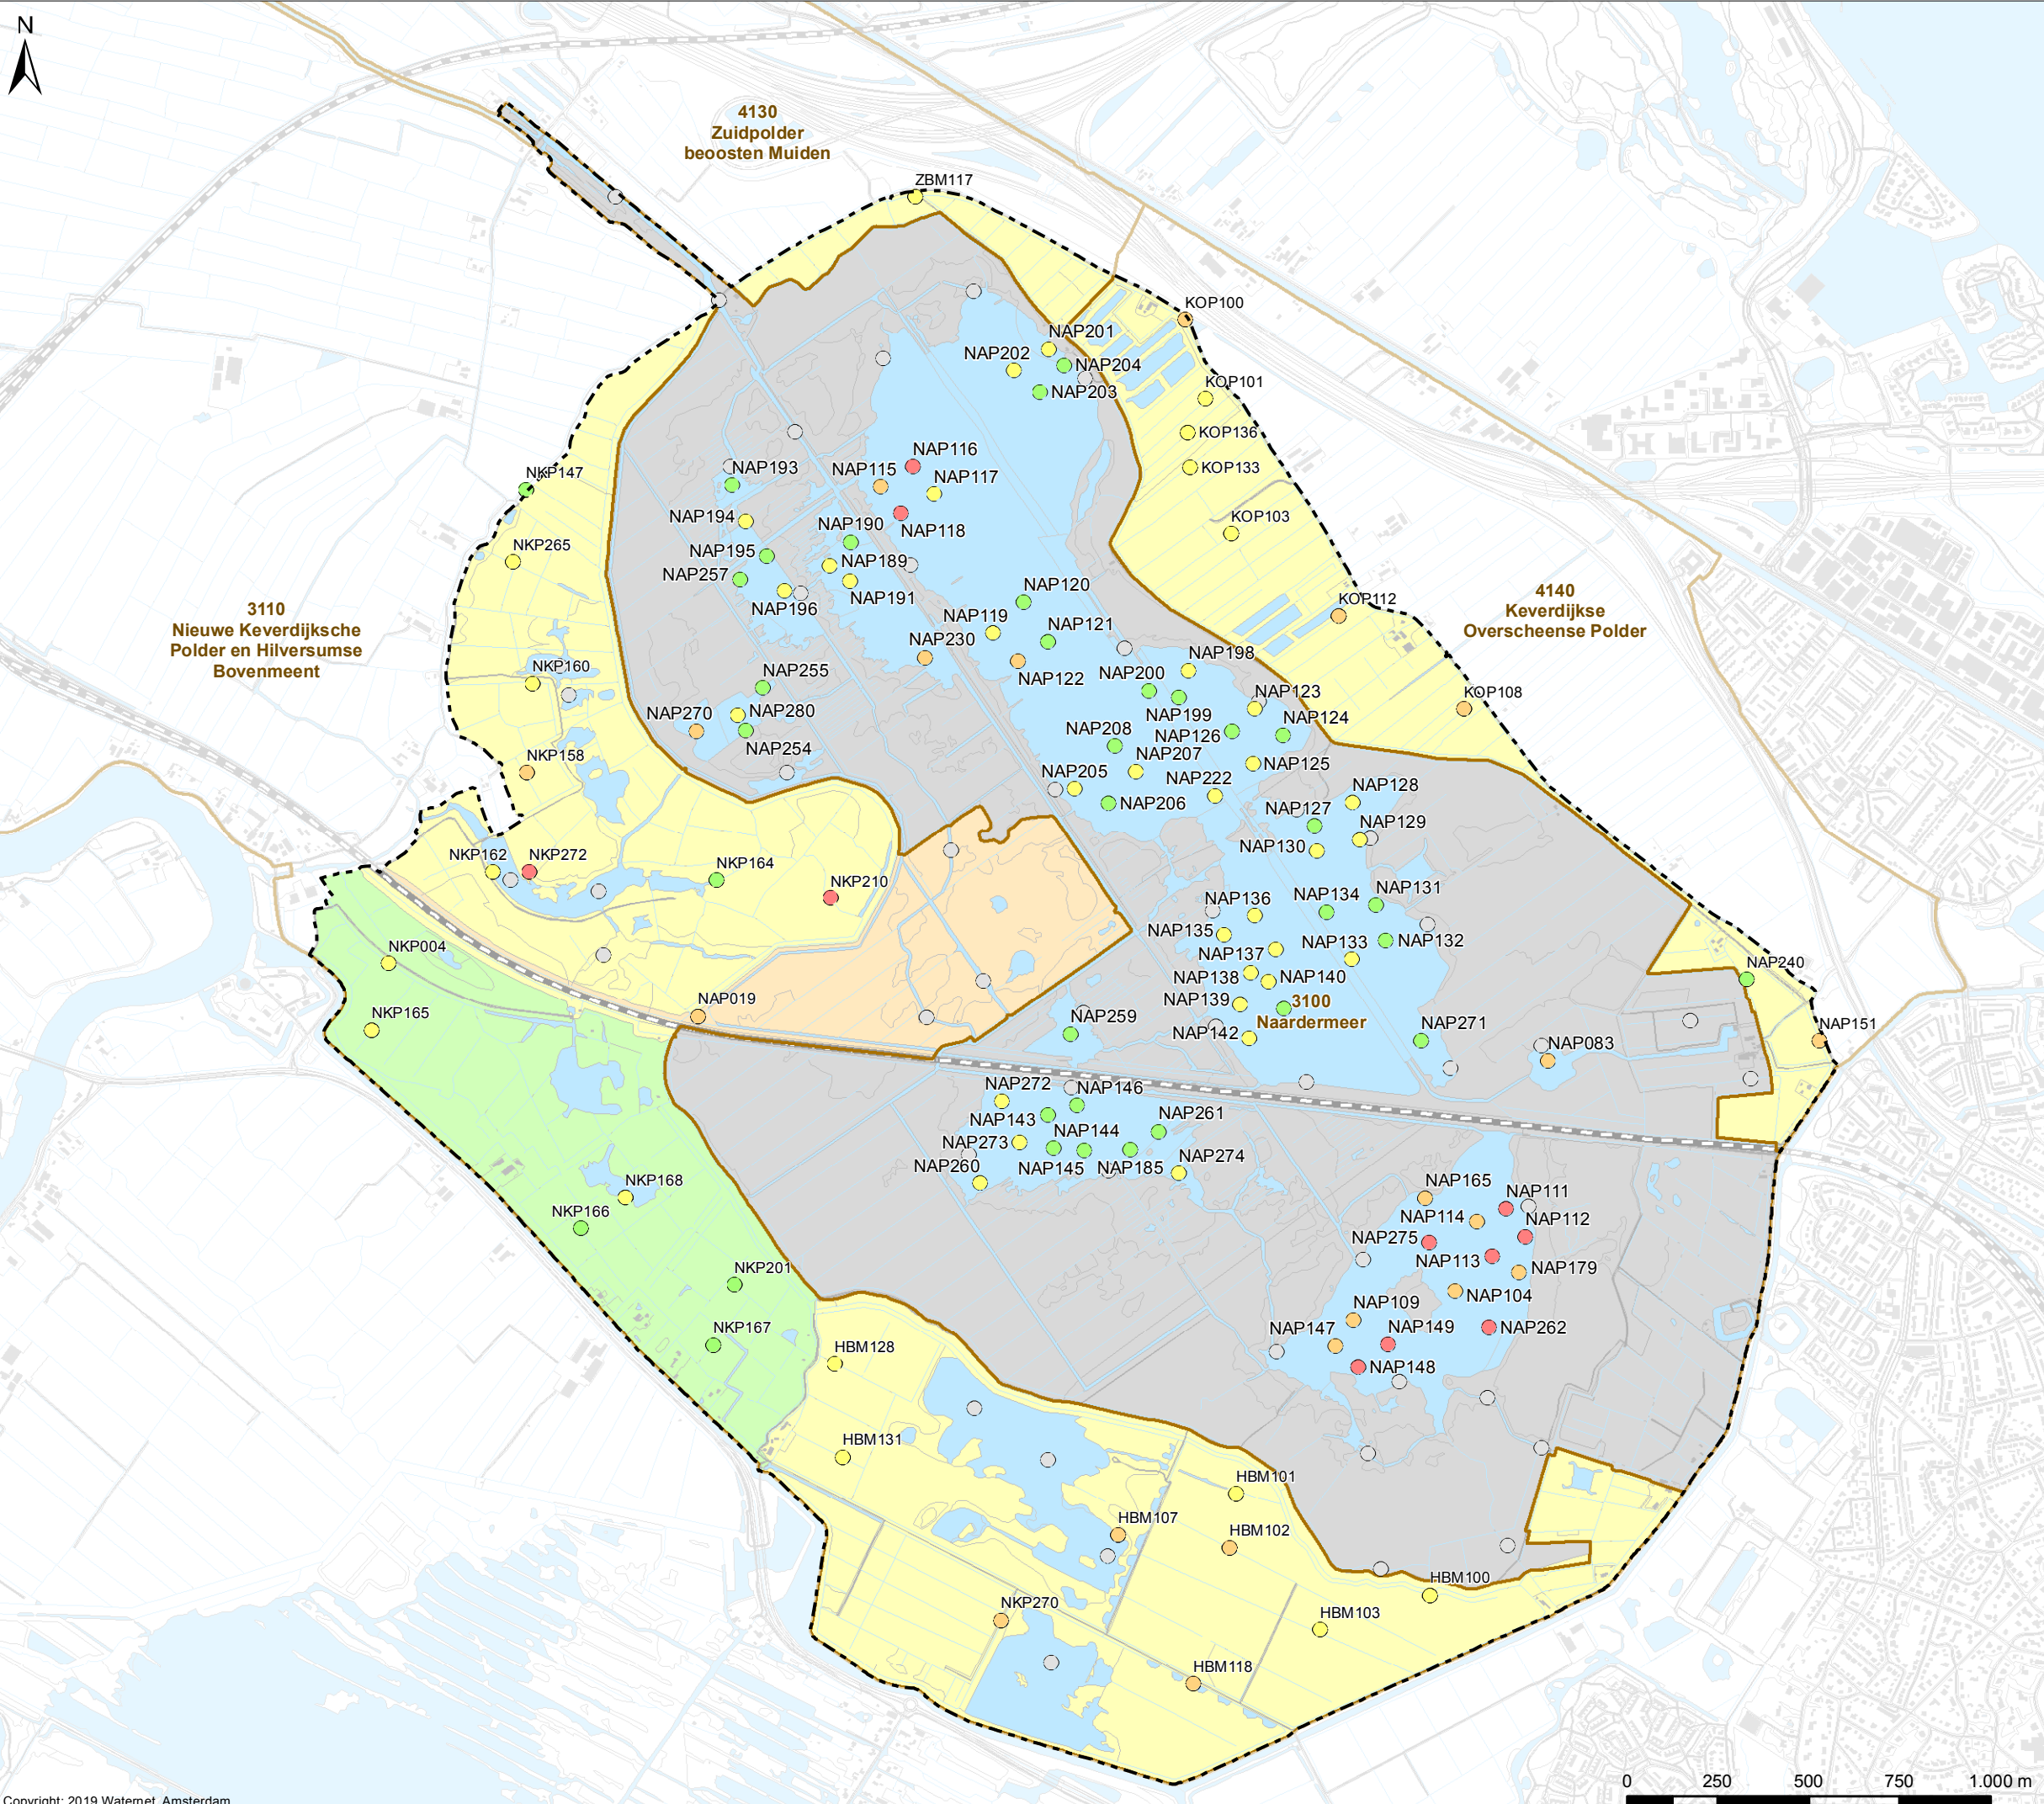 N
4130
Zuidpolder
beoosten Muiden
ZBM117
KOP100
NAP201
NAP202
NAP204
NAP203
KOP101
KOP136
KOP133
NAP116
NAP193
NAP115
NAP117
NKP147
NAP194
NAP190
NAP118
KOP103
NKP265
NAP195
NAP189
NAP257
NAP191
NAP196
NAP120
KOP112
4140
Keverdijkse
Overscheense Polder
3110
Nieuwe Keverdijksche
Polder en Hilversumse
Bovenmeent
NAP119
NAP121
NAP230
NAP198
NKP160
NAP255
NAP122
NAP200
NAP123
KOP108
NAP270
NAP280
NAP199
NAP124
NAP208
NAP126
NAP254
NAP207
NKP158
NAP205
NAP222
NAP125
NAP206
NAP128
NAP127
NAP129
NAP130
NKP162
NKP272
NKP164
NKP210
NAP136
NAP134
NAP131
NAP135
NAP133
NAP132
NKP004
NAP137
NAP138
NAP140
NAP240
NAP019
NAP139
3100
Naardermeer
NKP165
NAP259
NAP142
NAP271
NAP083
NAP151
NAP272
NAP146
NAP143
NAP261
NAP273
NAP144
NAP260
NAP145
NAP185
NAP274
NKP168
NAP165
NAP111
NKP166
NAP114
NAP112
NAP275
NAP113
NAP179
NKP201
NAP104
NAP109
NAP147
NAP149
NAP262
NKP167
HBM128
NAP148
HBM131
HBM101
HBM107
HBM102
HBM100
NKP270
HBM103
HBM118
0 250 500 750 1.000 m
Copyright: 2019 Waternet, Amsterdam